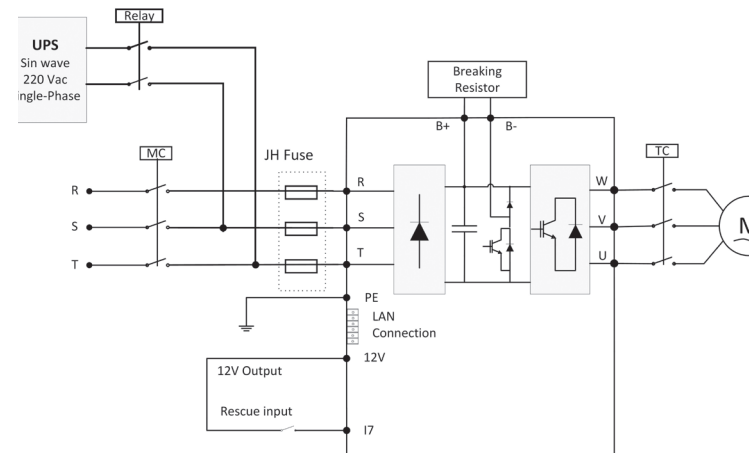 Relay
UPS
Sin wave
220 Vac
ingle-Phase
Breaking
Resistor
B+
B-
MC
JH Fuse
TC
R
R
W
S
S
V
M
T
T
U
PE
LAN
Connection
12V
12V Output
Rescue input
I7